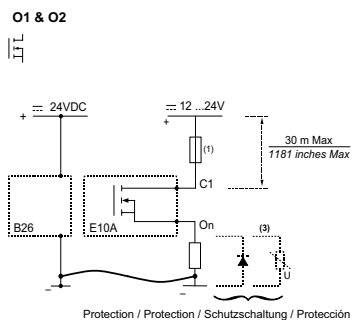 O1 & O2
24VDC
12 ...24V
+
+
(1)
30 m Max
1181 inches Max
C1
B26
E10A
On
(3)
U
–
–
Protection / Protection / Schutzschaltung / Protección